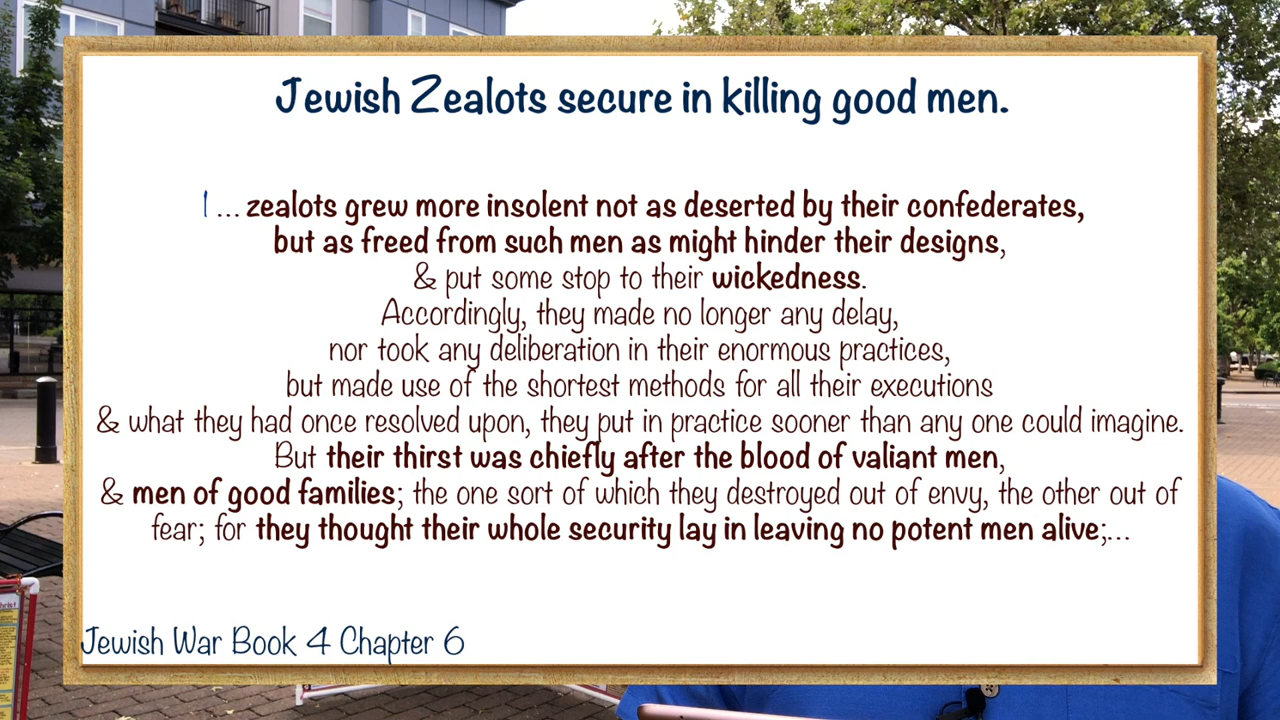 Jewish Zealots secure in killing good men.
1 ... zealots grew more insolent not as deserted by their confederates,
but as freed from such men as might hinder their designs,
& put some stop to their wickedness.
Accordingly, they made no longer any delay,
nor took any deliberation in their enormous practices,
but made use of the shortest methods for all their executions
& what they had once resolved upon, they put in practice sooner than any one could imagine.
But their thirst was chiefly after the blood of valiant men,
& men of good families; the one sort of which they destroyed out of envy, the other out of
fear; for they thought their whole security lay in leaving no potent men alive;...
Jewish War Book 4 Chapter 6